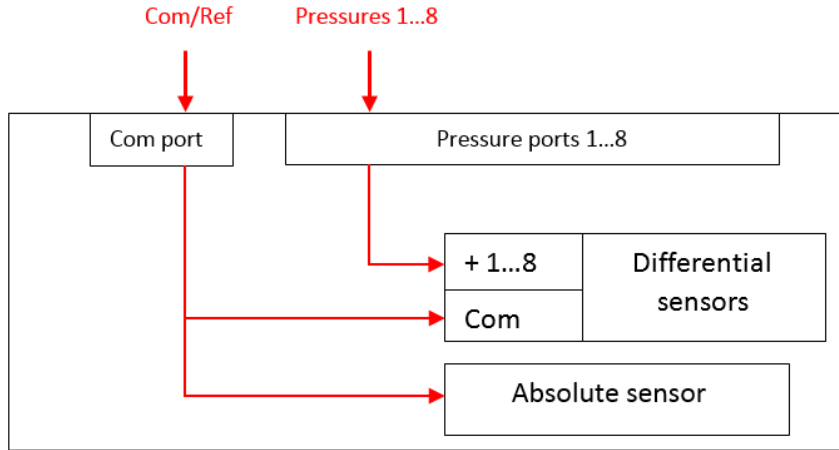 Com/Ref
Pressures 1...8
Com port
Pressure ports 1...8
+ 1...8
Com
Differential
sensors
Absolute sensor